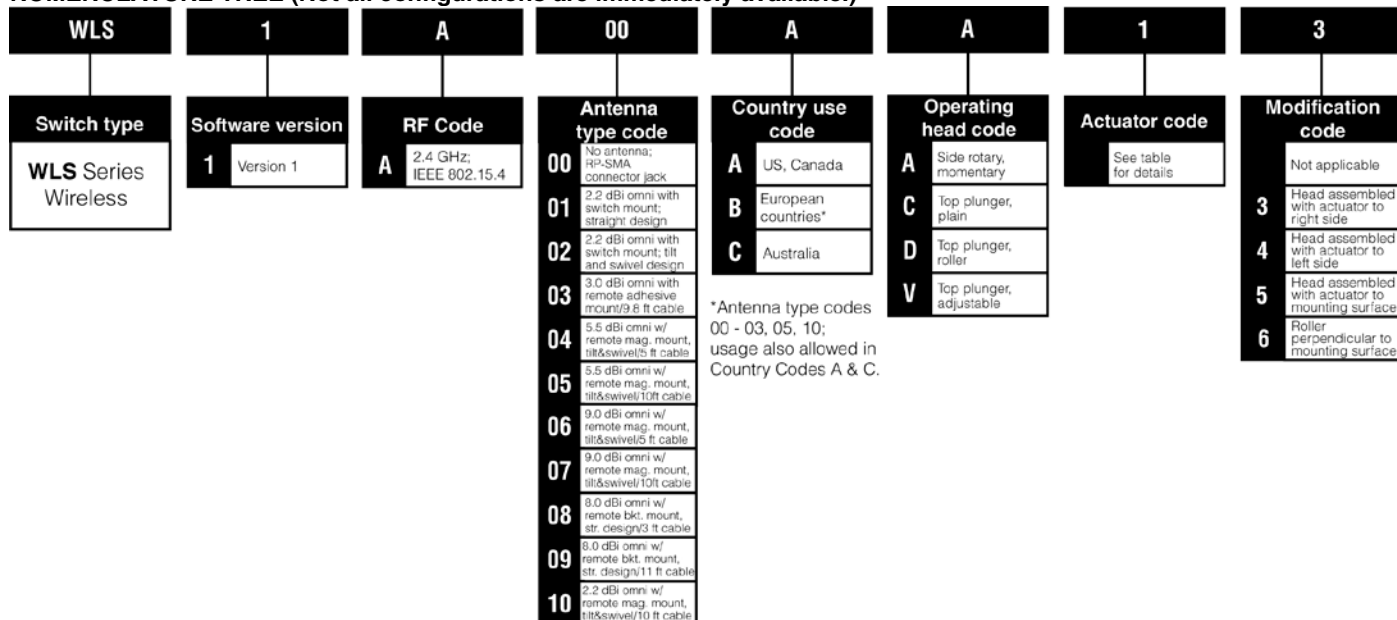 NOMENCLATURE TREE (Not all configurations are immediately available.)
WLS
1
A
00
A
A
1
3
Switch type
WLS Series
Wireless
Software version
1
Version 1
RF Code
A
2.4 GHz;
IEEE 802.15.4
Antenna
type code
00
No antenna;
RP-SMA
connector jack
01
2.2 dBi omni with
switch mount;
straight design
02
2.2 dBi omni with
switch mount; tilt
and swivel design
03
3.0 dBi omni with
remote adhesive
mount/9.8 ft cable
04
5.5 dBi omni w/
remote mag. mount,
tilt&swivel/5 ft cable
05
5.5 dBi omni w/
remote mag. mount,
tilt&swivel/10ft cable
06
9.0 dBi omni w/
remote mag. mount,
tilt&swivel/5 ft cable
07
9.0 dBi omni w/
remote mag. mount,
tilt&swivel/10ft cable
08
8.0 dBi omni w/
remote bkt. mount,
str. design/3 ft cable
09
8.0 dBi omni w/
remote bkt. mount,
str. design/11 ft cable
10
2.2 dBi omni w/
remote mag. mount,
tilt&swivel/10 ft cable
Country use
code
A
US, Canada
B
European
countries*
C
Australia
*Antenna type codes
00 - 03, 05, 10;
usage also allowed in
Country Codes A & C.
Operating
head code
A
Side rotary,
momentary
C
Top plunger,
plain
D
Top plunger,
roller
V
Top plunger,
adjustable
Actuator code
See table
for details
Modification
code
Not applicable
3
Head assembled
with actuator to
right side
4
Head assembled
with actuator to
left side
5
Head assembled
with actuator to
mounting surface
6
Roller
perpendicular to
mounting surface